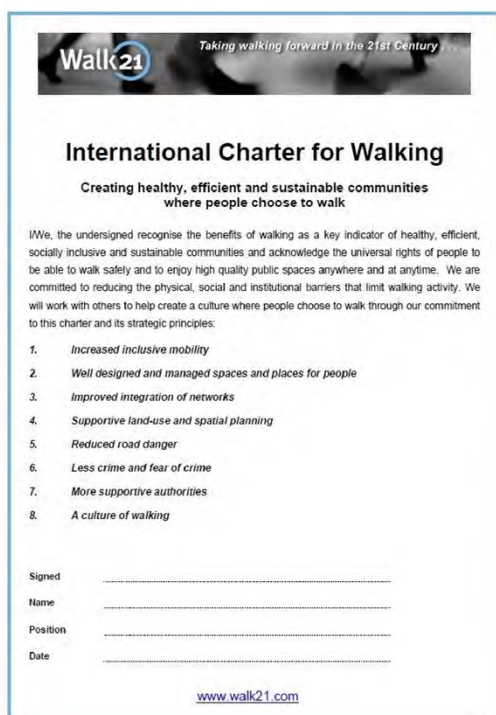 Walk21
Taking walking forward in the 21st Century . . . .
International Charter for Walking
Creating healthy, efficient and sustainable communities
where people choose to walk
I/We, the undersigned recognise the benefits of walking as a key indicator of healthy, efficient,
socially inclusive and sustainable communities and acknowledge the universal rights of people to
be able to walk safely and to enjoy high quality public spaces anywhere and at anytime. We are
committed to reducing the physical, social and institutional barriers that limit walking activity. We
will work with others to help create a culture where people choose to walk through our commitment
to this charter and its strategic principles:
1. Increased inclusive mobility
2. Well designed and managed spaces and places for people
3. Improved integration of networks
4. Supportive land-use and spatial planning
5. Reduced road danger
6. Less crime and fear of crime
7. More supportive authorities
8. A culture of walking
Signed
Name
Position
Date
www.walk21.com